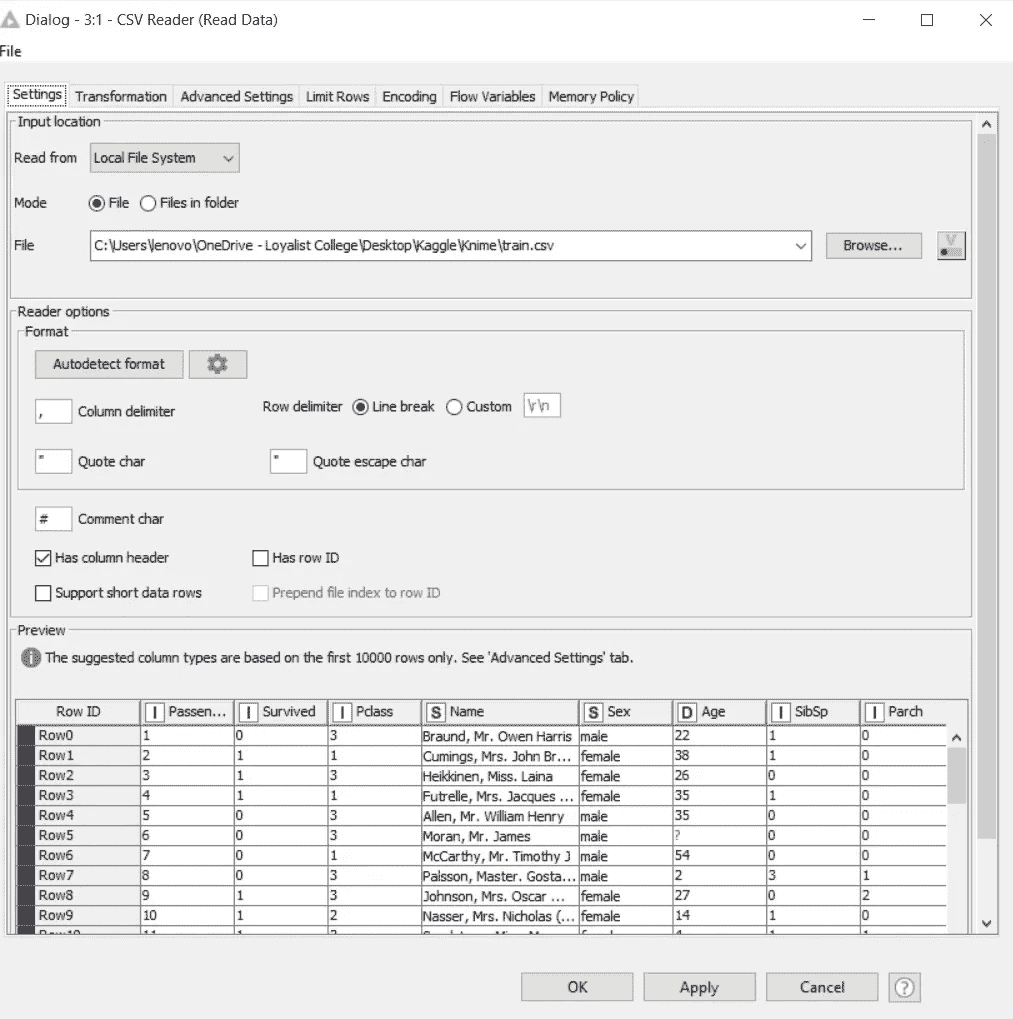 Dialog - 3:1 - CSV Reader (Read Data)
File
Settings Transformation Advanced Settings Limit Rows Encoding Flow Variables Memory Policy
Input location
Read from Local File System
Mode File Files in folder
File C:\Users\lenovo\OneDrive - Loyalist College\Desktop\Kaggle\Knime\train.csv Browse... V
Reader options
Format
Autodetect format
, Column delimiter Row delimiter Line break Custom \r\n
" Quote char " Quote escape char
# Comment char
Has column header Has row ID
Support short data rows Prepend file index to row ID
Preview
i The suggested column types are based on the first 10000 rows only. See 'Advanced Settings' tab.
Row ID I Passen... I Survived I Pclass S Name S Sex D Age I SibSp I Parch
Row0 1 0 3 Braund, Mr. Owen Harris male 22 1 0
Row1 2 1 1 Cumings, Mrs. John Br... female 38 1 0
Row2 3 1 3 Heikkinen, Miss. Laina female 26 0 0
Row3 4 1 1 Futrelle, Mrs. Jacques ... female 35 1 0
Row4 5 0 3 Allen, Mr. William Henry male 35 0 0
Row5 6 0 3 Moran, Mr. James male ? 0 0
Row6 7 0 1 McCarthy, Mr. Timothy J male 54 0 0
Row7 8 0 3 Palsson, Master. Gosta... male 2 3 1
Row8 9 1 3 Johnson, Mrs. Oscar ... female 27 0 2
Row9 10 1 2 Nasser, Mrs. Nicholas (... female 14 1 0
OK Apply Cancel ?